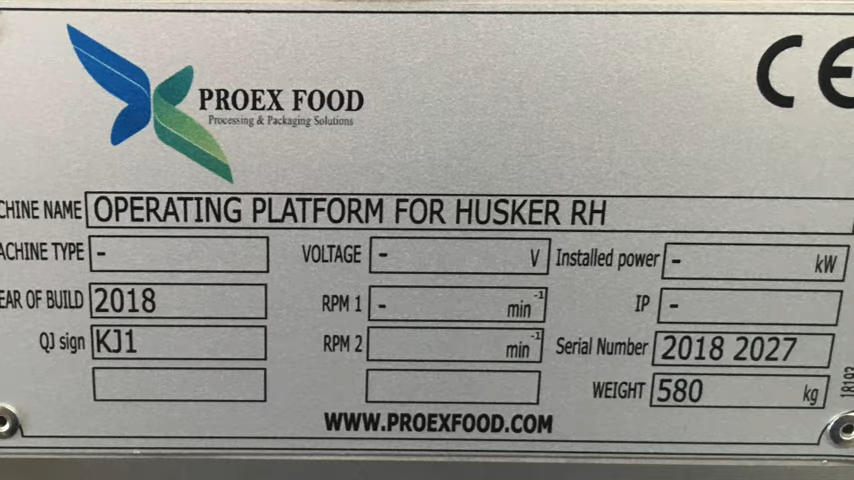 PROEX FOOD
Processing & Packaging Solutions
CE
CHINE NAME OPERATING PLATFORM FOR HUSKER RH
ACHINE TYPE - VOLTAGE - V Installed power - kW
EAR OF BUILD 2018 RPM 1 - min-1 IP -
QJ sign KJ1 RPM 2 min-1 Serial Number 2018 2027
WEIGHT 580 kg
WWW.PROEXFOOD.COM